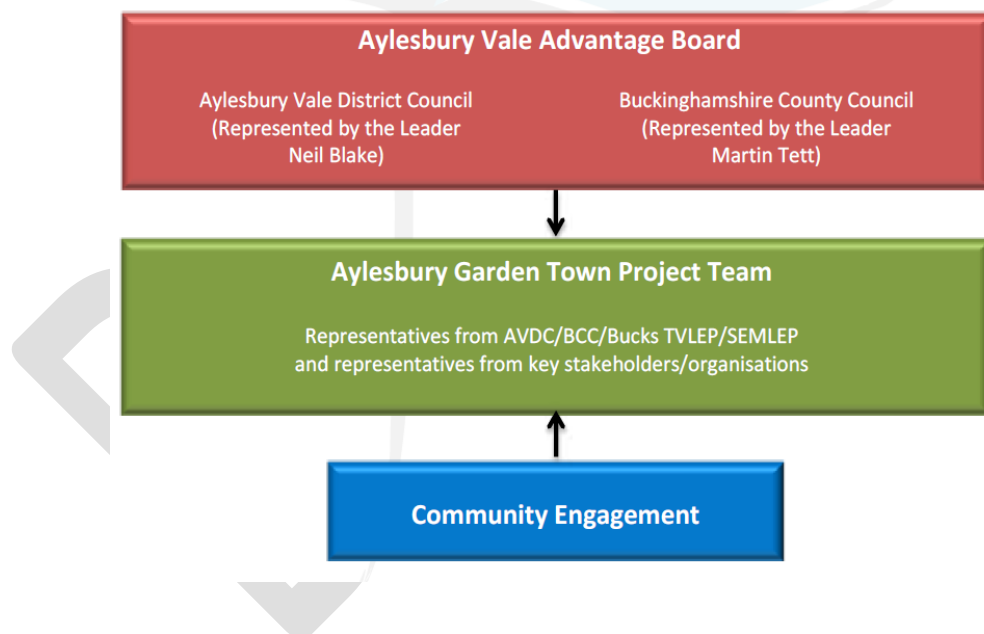 Aylesbury Vale Advantage Board
Aylesbury Vale District Council
(Represented by the Leader
Neil Blake)
Buckinghamshire County Council
(Represented by the Leader
Martin Tett)
Aylesbury Garden Town Project Team
Representatives from AVDC/BCC/Bucks TVLEP/SEMLEP
and representatives from key stakeholders/organisations
Community Engagement